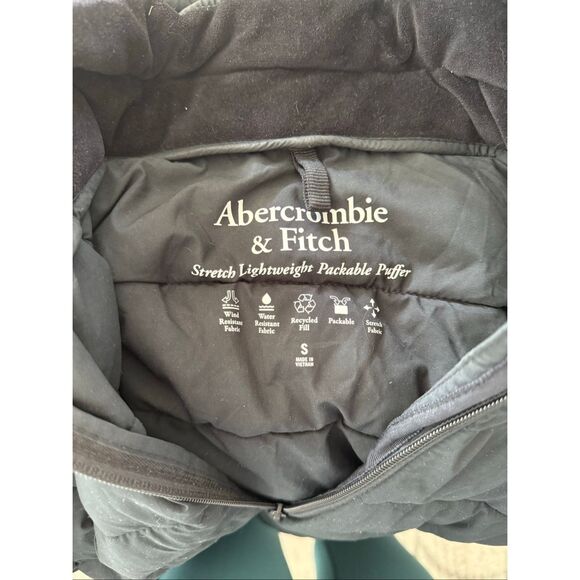 Abercrombie
& Fitch
Stretch Lightweight Packable Puffer
Wind
Resistant
Fabric
Water
Resistant
Fabric
Recycled
Fill
Packable
Stretch
Fabric
S
MADE IN
VIETNAM